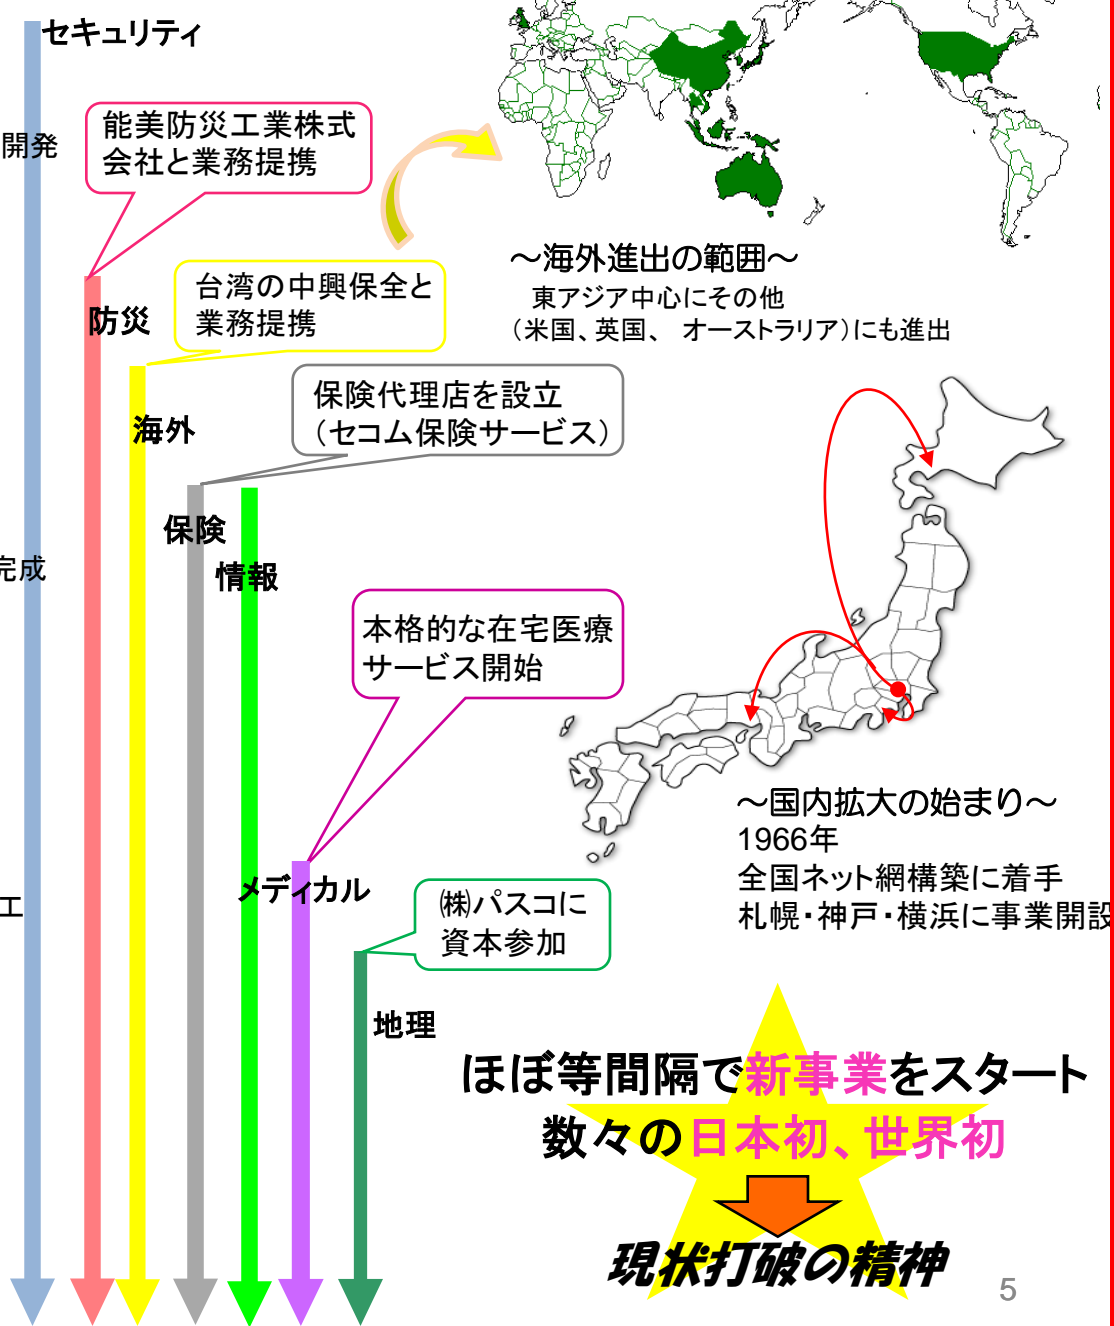 セキュリティ
開発
能美防災工業株式
会社と業務提携
～海外進出の範囲～
東アジア中心にその他
（米国、英国、 オーストラリア）にも進出
台湾の中興保全と
業務提携
防災
保険代理店を設立
（セコム保険サービス）
海外
保険
完成
情報
本格的な在宅医療
サービス開始
～国内拡大の始まり～
1966年
全国ネット網構築に着手
札幌・神戸・横浜に事業開設
メディカル
工
㈱パスコに
資本参加
地理
ほぼ等間隔で新事業をスタート
数々の日本初、世界初
現状打破の精神
5